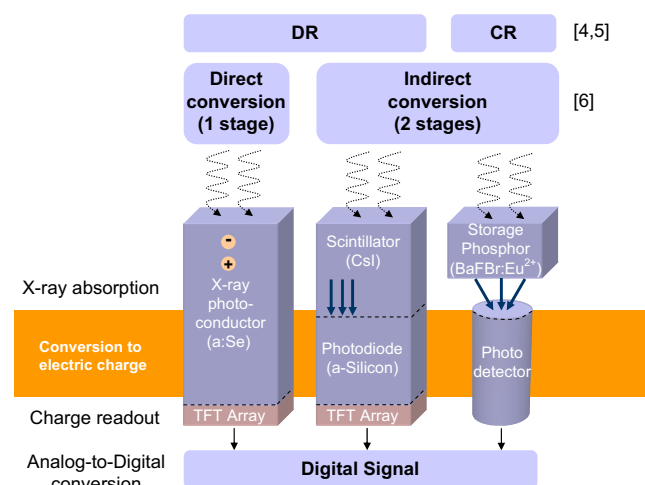 DR
CR
[4,5]
Direct
conversion
(1 stage)
Indirect
conversion
(2 stages)
[6]
-
+
X-ray
photo-
conductor
(a:Se)
Scintillator
(CsI)
Storage
Phosphor
(BaFBr:Eu²⁺)
X-ray absorption
Conversion to
electric charge
Photodiode
(a-Silicon)
Photo
detector
Charge readout
TFT Array
TFT Array
Analog-to-Digital
conversion
Digital Signal